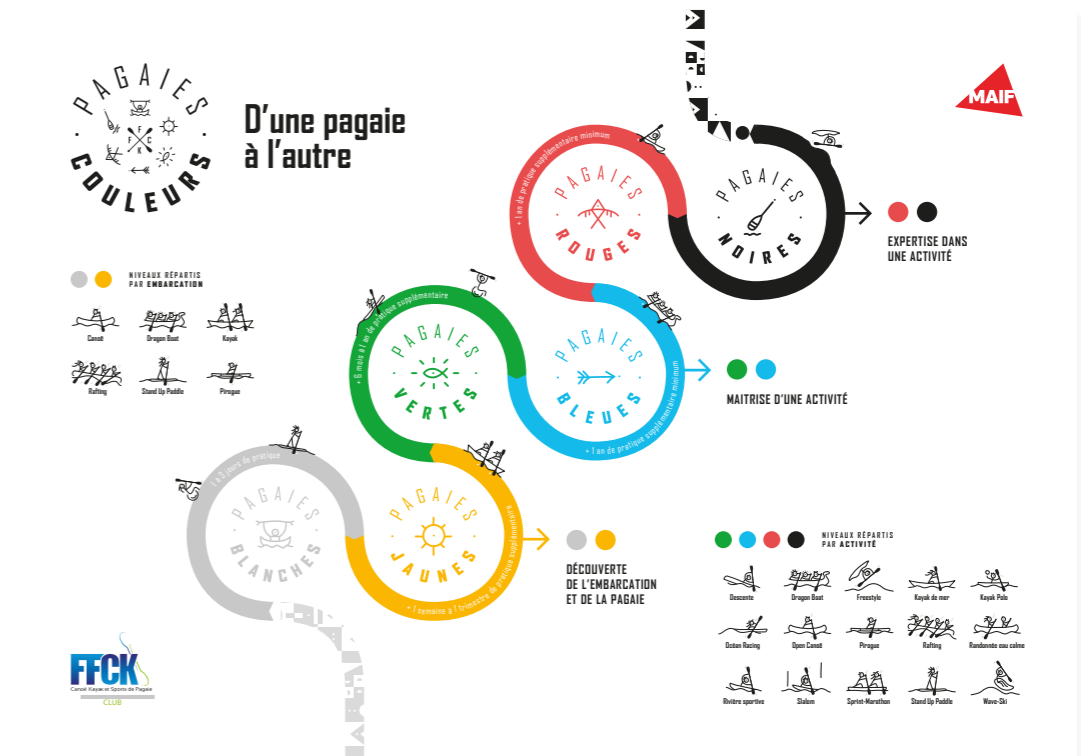 PAGAIES
COULEURS
F F
C K
D'une pagaie
à l'autre
MAIF
NIVEAUX RÉPARTIS
PAR EMBARCATION
Canoë
Dragon Boat
Kayak
Rafting
Stand Up Paddle
Pirogue
+ 1 an de pratique supplémentaire minimum
PAGAIES
ROUGES
PAGAIES
NOIRES
EXPERTISE DANS
UNE ACTIVITÉ
+ 6 mois à 1 an de pratique supplémentaire
PAGAIES
VERTES
PAGAIES
BLEUES
+ 1 an de pratique supplémentaire minimum
MAITRISE D'UNE ACTIVITÉ
1 à 3 jours de pratique
PAGAIES
BLANCHES
PAGAIES
JAUNES
+ 1 semaine à 1 trimestre de pratique supplémentaire
DÉCOUVERTE
DE L'EMBARCATION
ET DE LA PAGAIE
NIVEAUX RÉPARTIS
PAR ACTIVITÉ
Descente
Dragon Boat
Freestyle
Kayak de mer
Kayak Polo
Océan Racing
Open Canoë
Pirogue
Rafting
Randonnée eau calme
Rivière sportive
Slalom
Sprint-Marathon
Stand Up Paddle
Wave-Ski
FFCK
Canoë Kayak et Sports de Pagaie
CLUB